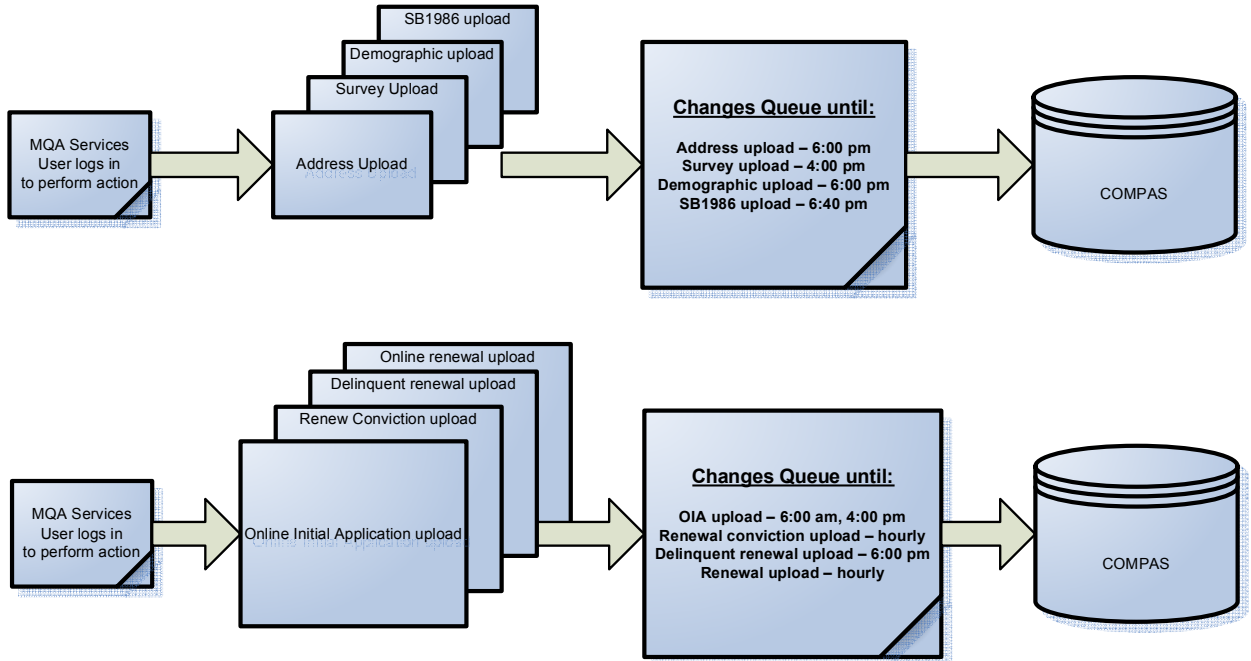 SB1986 upload
Demographic upload
Survey Upload
Address Upload
MQA Services
User logs in
to perform action
Changes Queue until:
Address upload – 6:00 pm
Survey upload – 4:00 pm
Demographic upload – 6:00 pm
SB1986 upload – 6:40 pm
COMPAS
Online renewal upload
Delinquent renewal upload
Renew Conviction upload
Online Initial Application upload
MQA Services
User logs in
to perform action
Changes Queue until:
OIA upload – 6:00 am, 4:00 pm
Renewal conviction upload – hourly
Delinquent renewal upload – 6:00 pm
Renewal upload – hourly
COMPAS